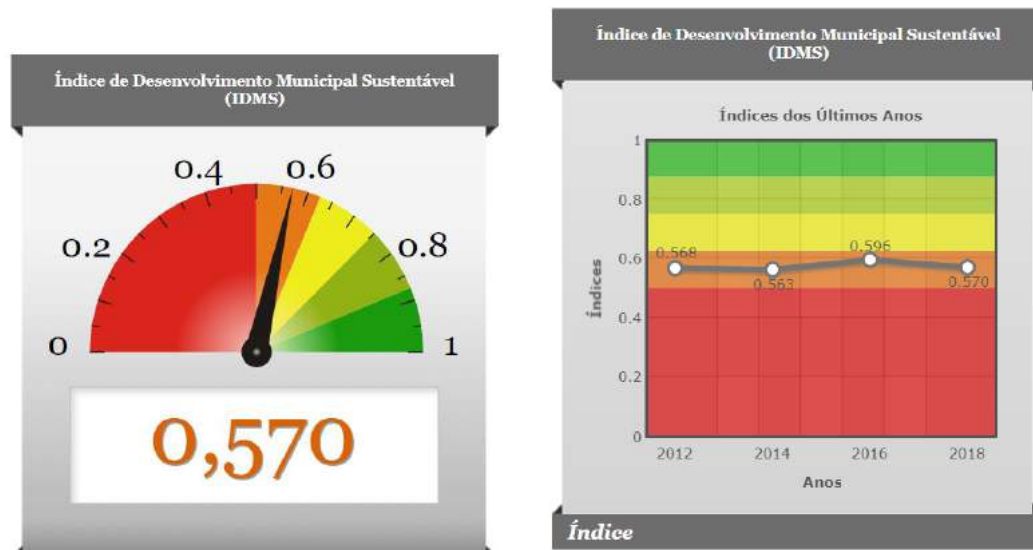 Índice de Desenvolvimento Municipal Sustentável
(IDMS)
0
0.2
0.4
0.6
0.8
1
0,570
Índice de Desenvolvimento Municipal Sustentável
(IDMS)
Índices dos Últimos Anos
Índices
1
0.8
0.6
0.4
0.2
0
0.568
0.563
0.596
0.570
2012 2014 2016 2018
Anos
Índice